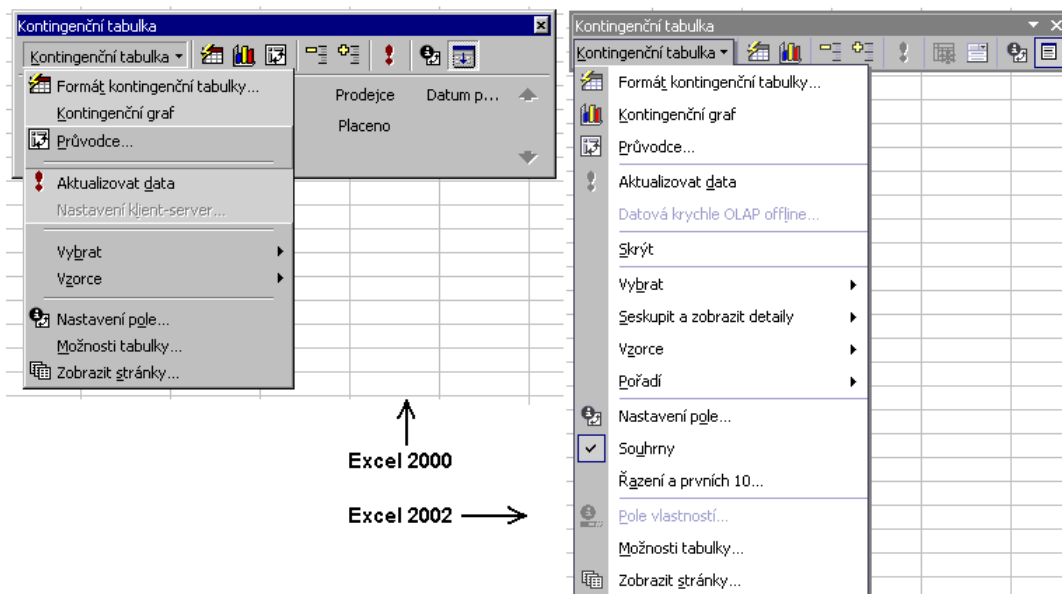 Kontingenční tabulka
Kontingenční tabulka
Formát kontingenční tabulky...
Kontingenční graf
Průvodce...
Aktualizovat data
Nastavení klient-server...
Vybrat
Vzorce
Nastavení pole...
Možnosti tabulky...
Zobrazit stránky...
Prodejce Datum p...
Placeno
Excel 2000
Excel 2002
Kontingenční tabulka
Kontingenční tabulka
Formát kontingenční tabulky...
Kontingenční graf
Průvodce...
Aktualizovat data
Datová krychle OLAP offline...
Skrýt
Vybrat
Seskupit a zobrazit detaily
Vzorce
Pořadí
Nastavení pole...
Souhrny
Řazení a prvních 10...
Pole vlastností...
Možnosti tabulky...
Zobrazit stránky...